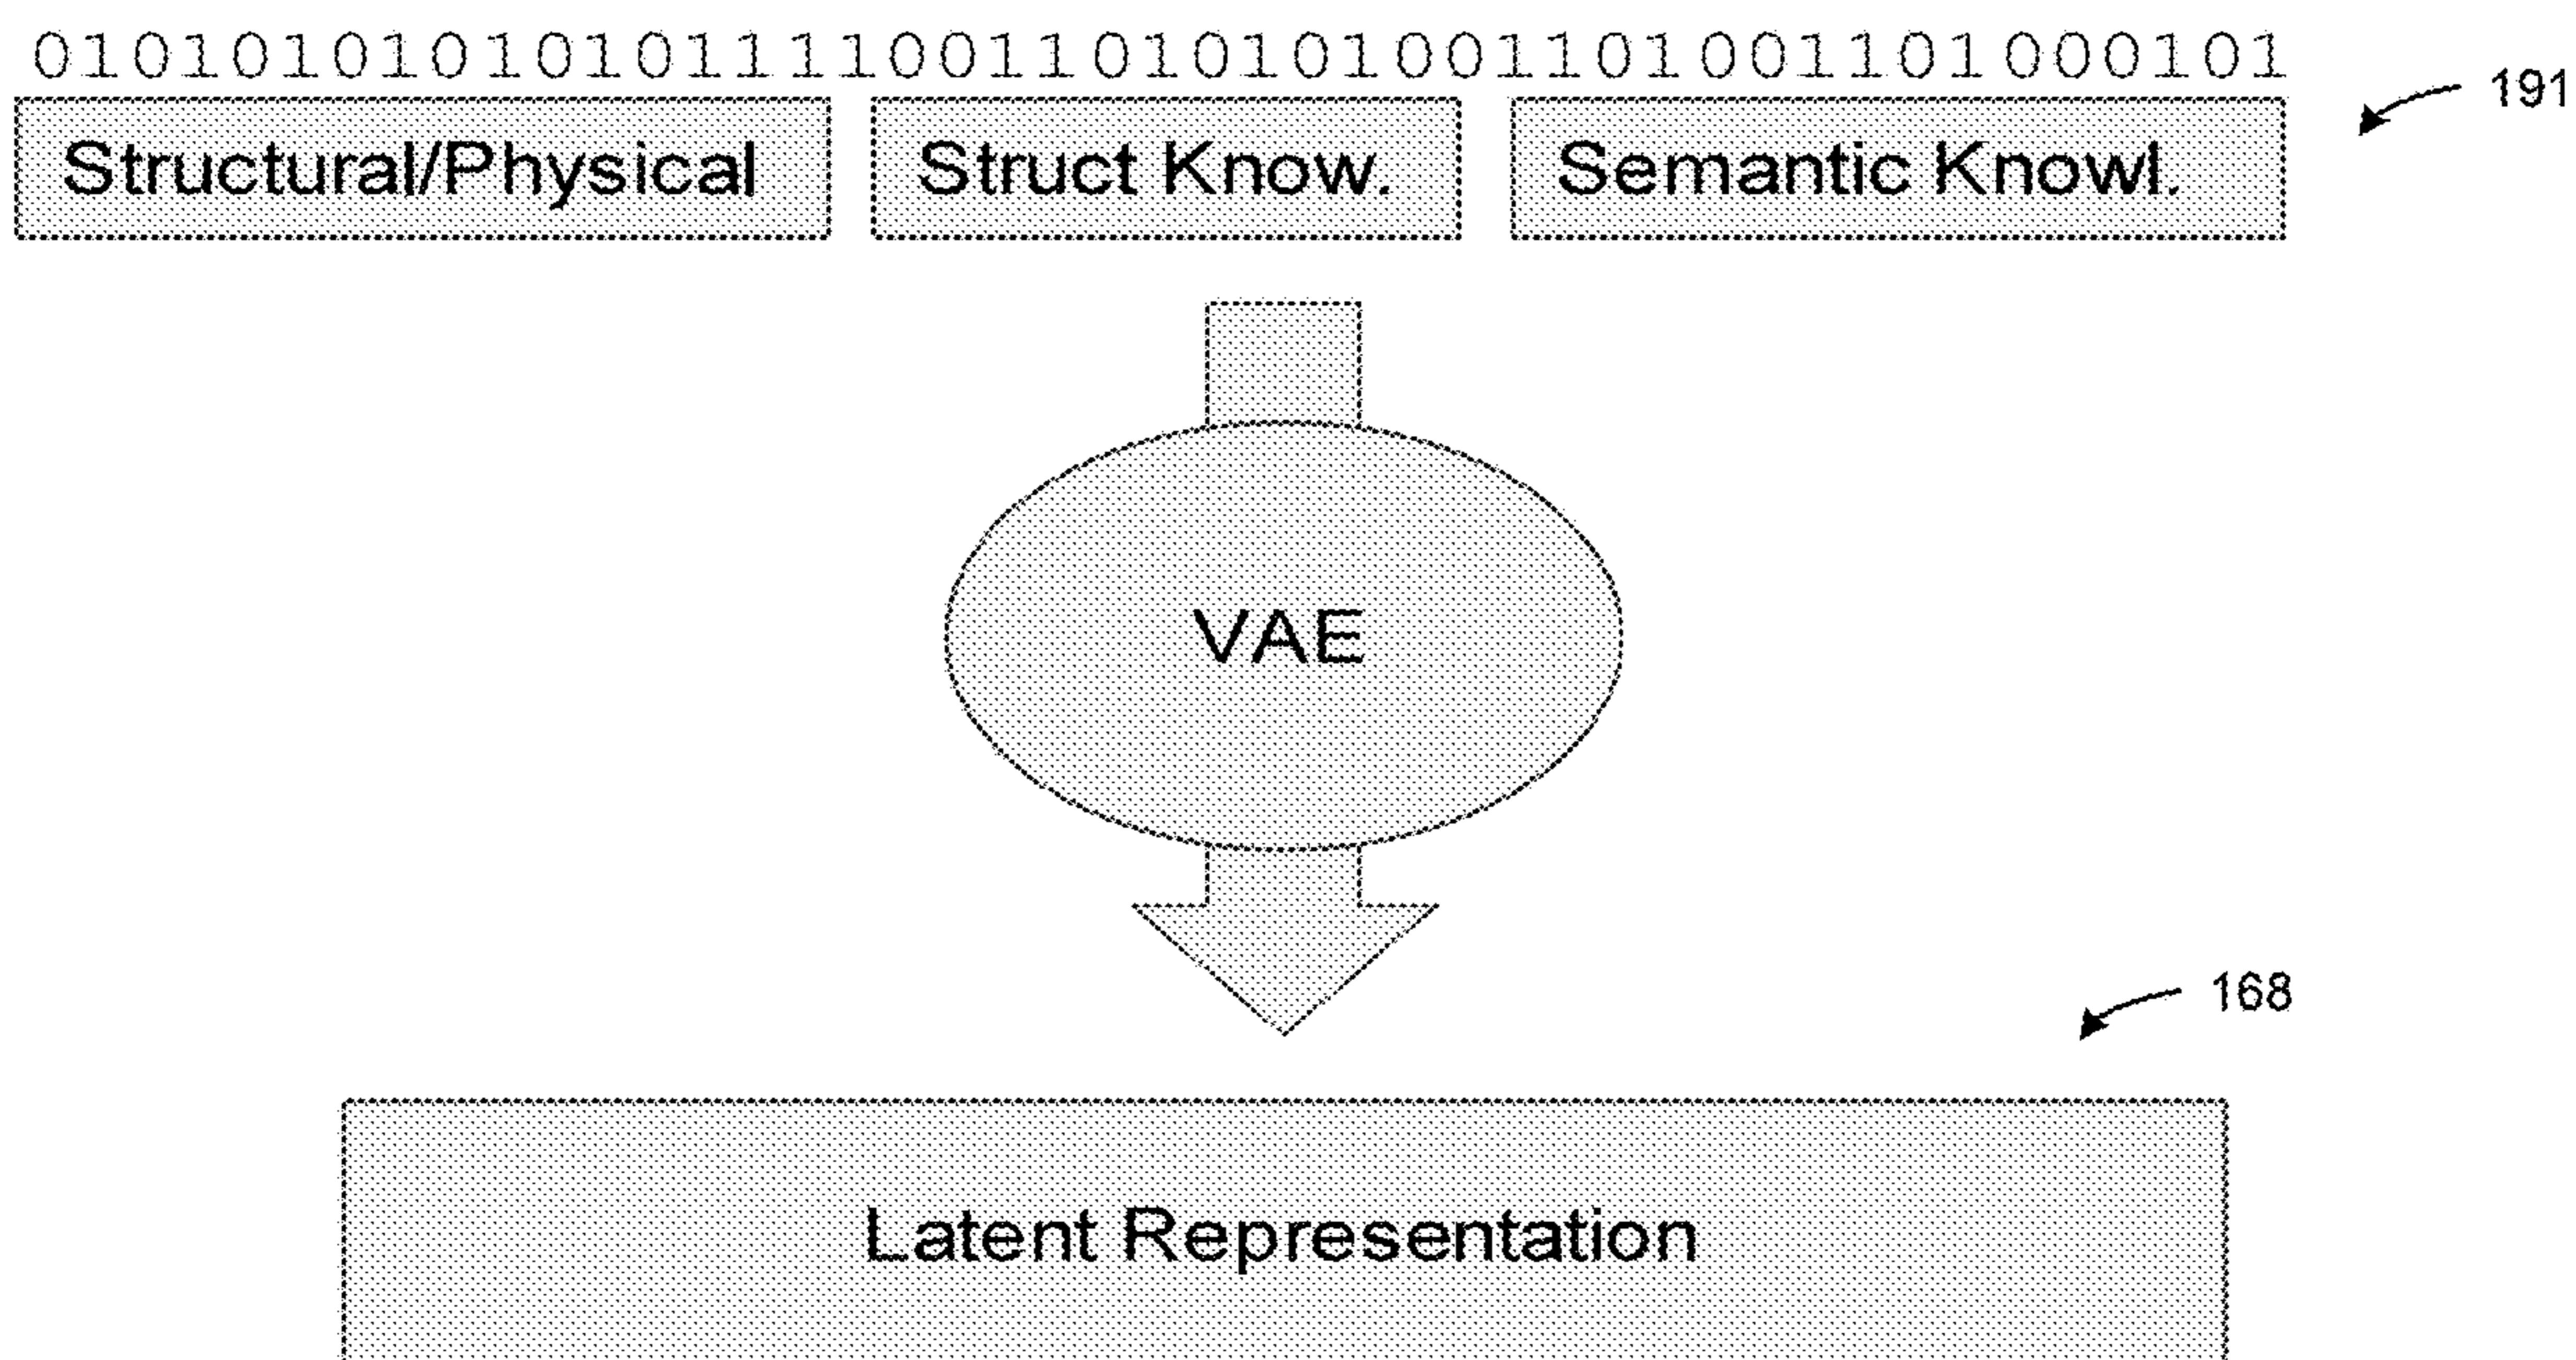 010101010101011110011010101001101001101000101
191
Structural/Physical Struct Know. Semantic Knowl.
VAE
168
Latent Representation